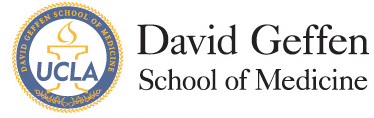 DAVID GEFFEN SCHOOL OF MEDICINE
UCLA
David Geffen
School of Medicine